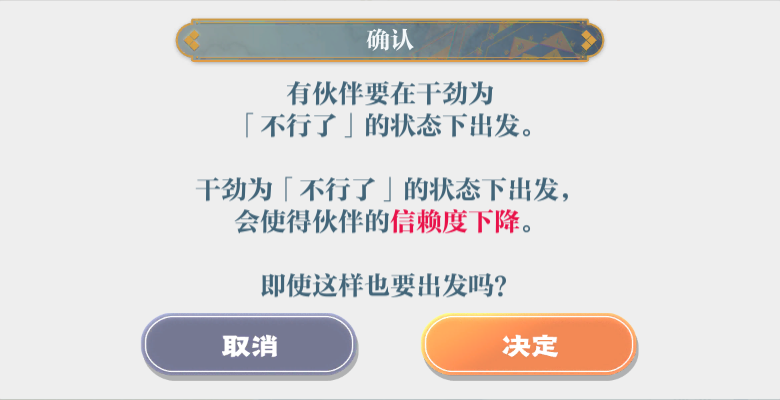 确认
有伙伴要在干劲为
「不行了」的状态下出发。
干劲为「不行了」的状态下出发，
会使得伙伴的信赖度下降。
即使这样也要出发吗？
取消
决定